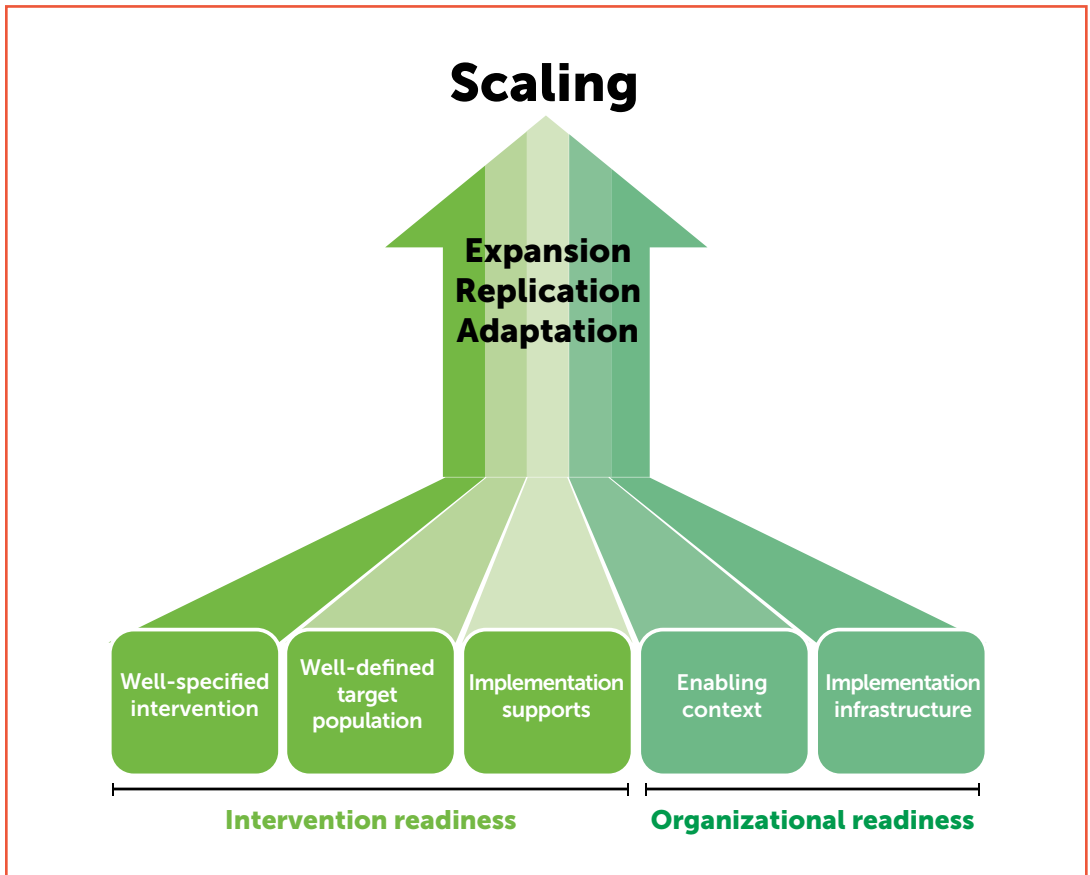 Scaling
Expansion
Replication
Adaptation
Well-specified
intervention
Well-defined
target
population
Implementation
supports
Enabling
context
Implementation
infrastructure
Intervention readiness
Organizational readiness